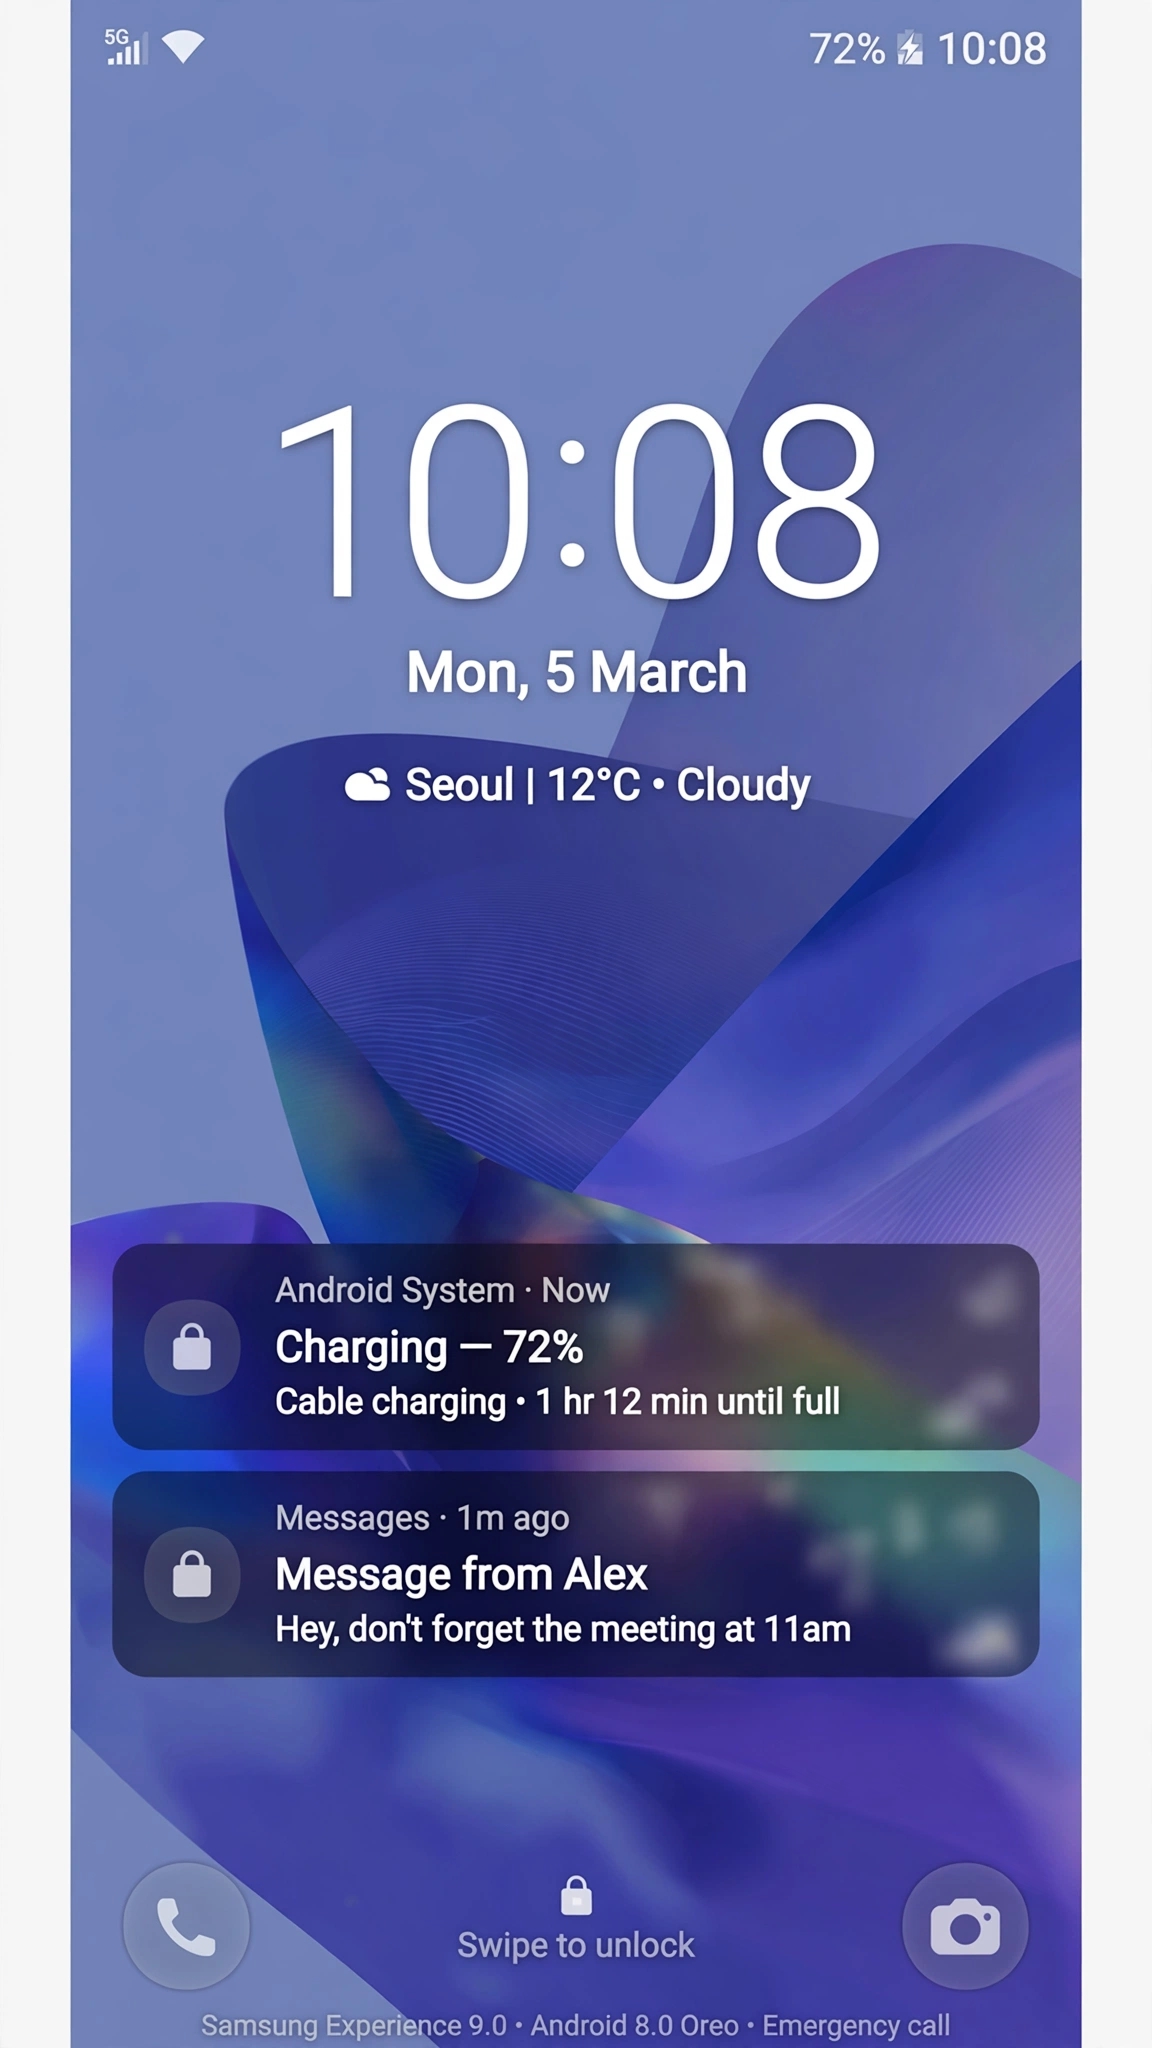 5G
72% 10:08
10:08
Mon, 5 March
Seoul | 12°C • Cloudy
Android System · Now
Charging — 72%
Cable charging • 1 hr 12 min until full
Messages · 1m ago
Message from Alex
Hey, don't forget the meeting at 11am
Swipe to unlock
Samsung Experience 9.0 • Android 8.0 Oreo • Emergency call